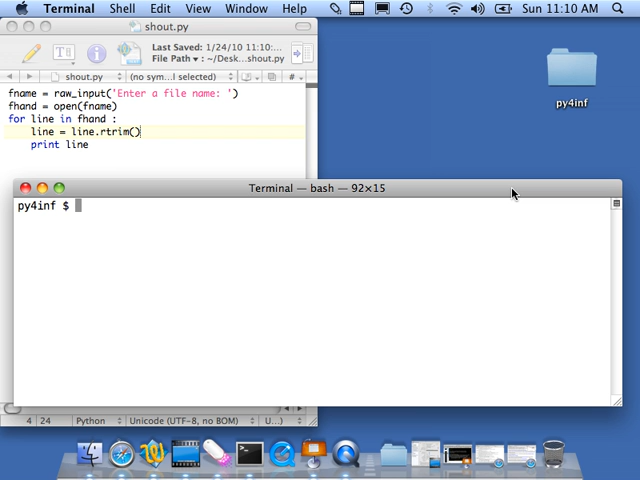 Terminal Shell Edit View Window Help Sun 11:10 AM
shout.py
Last Saved: 1/24/10 11:10:...
File Path ▾: ~/Desk...shout.py
shout.py (no sym...l selected) #
fname = raw_input('Enter a file name: ')
fhand = open(fname)
for line in fhand :
line = line.rtrim()
print line
py4inf
Terminal — bash — 92×15
py4inf $
4 24 Python Unicode (UTF-8, no BOM) U...)